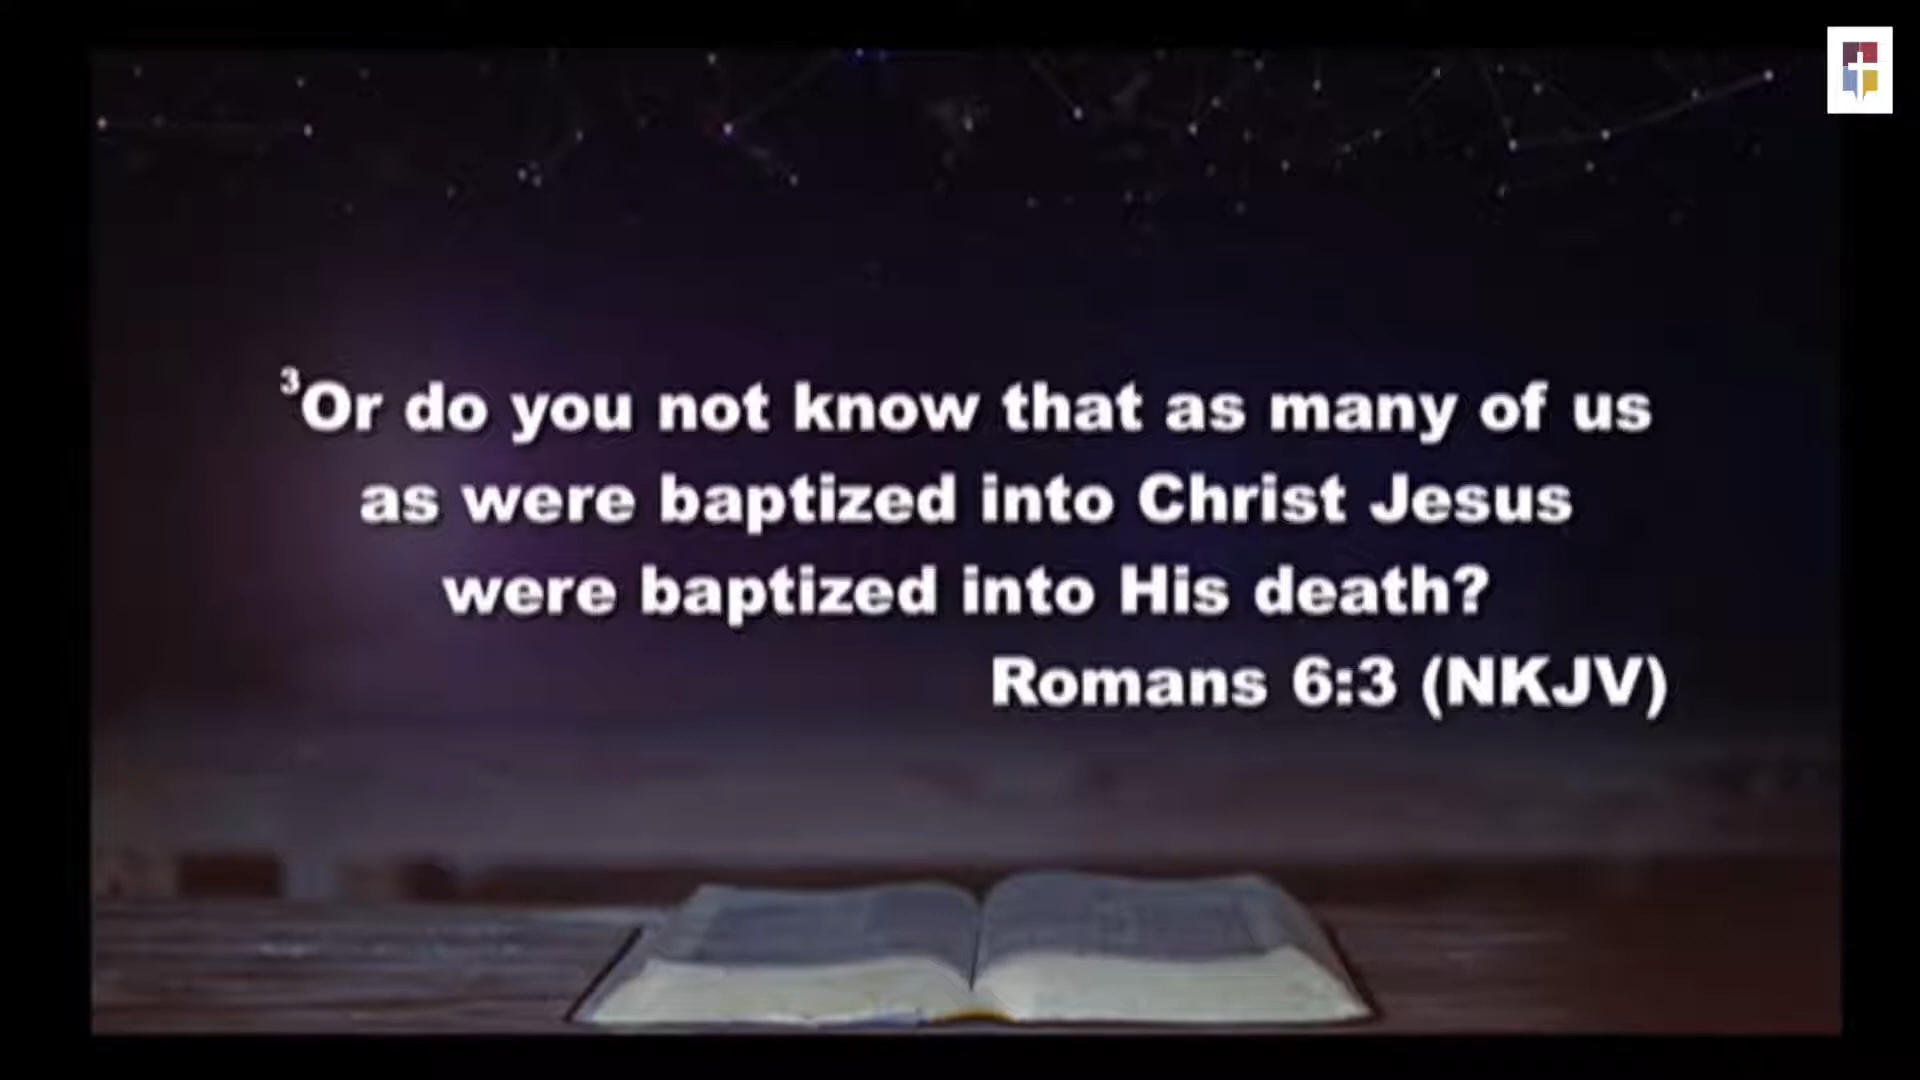 ³Or do you not know that as many of us
as were baptized into Christ Jesus
were baptized into His death?
Romans 6:3 (NKJV)